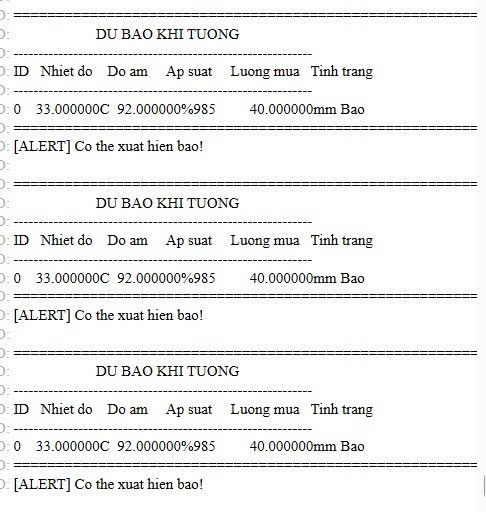 ============================================================
DU BAO KHI TUONG
------------------------------------------------------------
ID Nhiet do Do am Ap suat Luong mua Tinh trang
------------------------------------------------------------
0 33.000000C 92.000000%985 40.000000mm Bao
============================================================
[ALERT] Co the xuat hien bao!
============================================================
DU BAO KHI TUONG
------------------------------------------------------------
ID Nhiet do Do am Ap suat Luong mua Tinh trang
------------------------------------------------------------
0 33.000000C 92.000000%985 40.000000mm Bao
============================================================
[ALERT] Co the xuat hien bao!
============================================================
DU BAO KHI TUONG
------------------------------------------------------------
ID Nhiet do Do am Ap suat Luong mua Tinh trang
------------------------------------------------------------
0 33.000000C 92.000000%985 40.000000mm Bao
============================================================
[ALERT] Co the xuat hien bao!